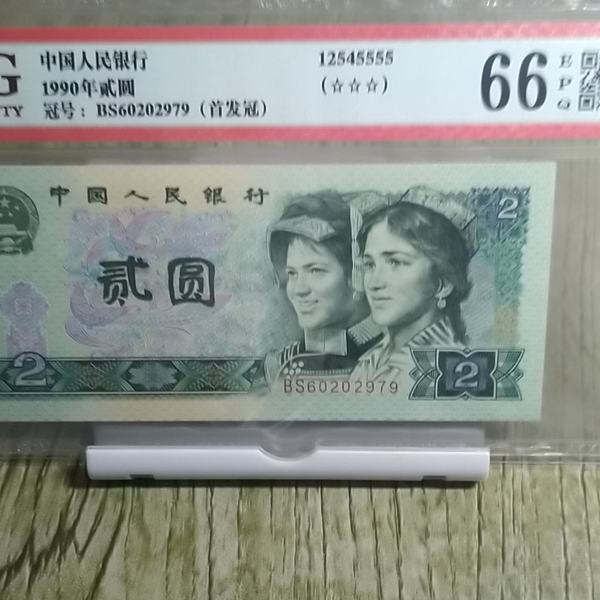 G
TY
中国人民银行
1990年贰圆
冠号: BS60202979 (首发冠)
12545555
(☆☆☆)
66
EPQ
中国人民银行
贰圆
2
2
BS60202979
2